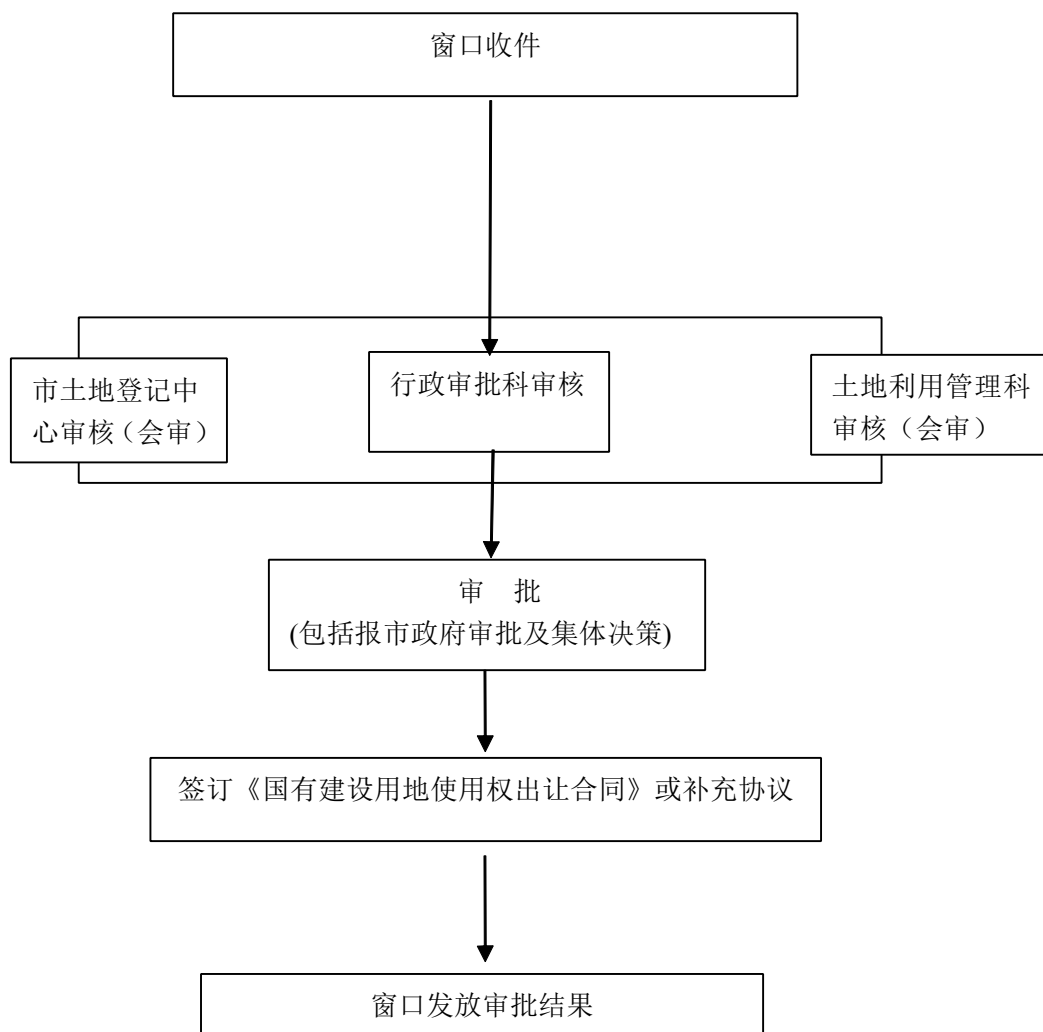 窗口收件
市土地登记中
心审核（会审）
行政审批科审核
土地利用管理科
审核（会审）
审 批
(包括报市政府审批及集体决策)
签订《国有建设用地使用权出让合同》或补充协议
窗口发放审批结果